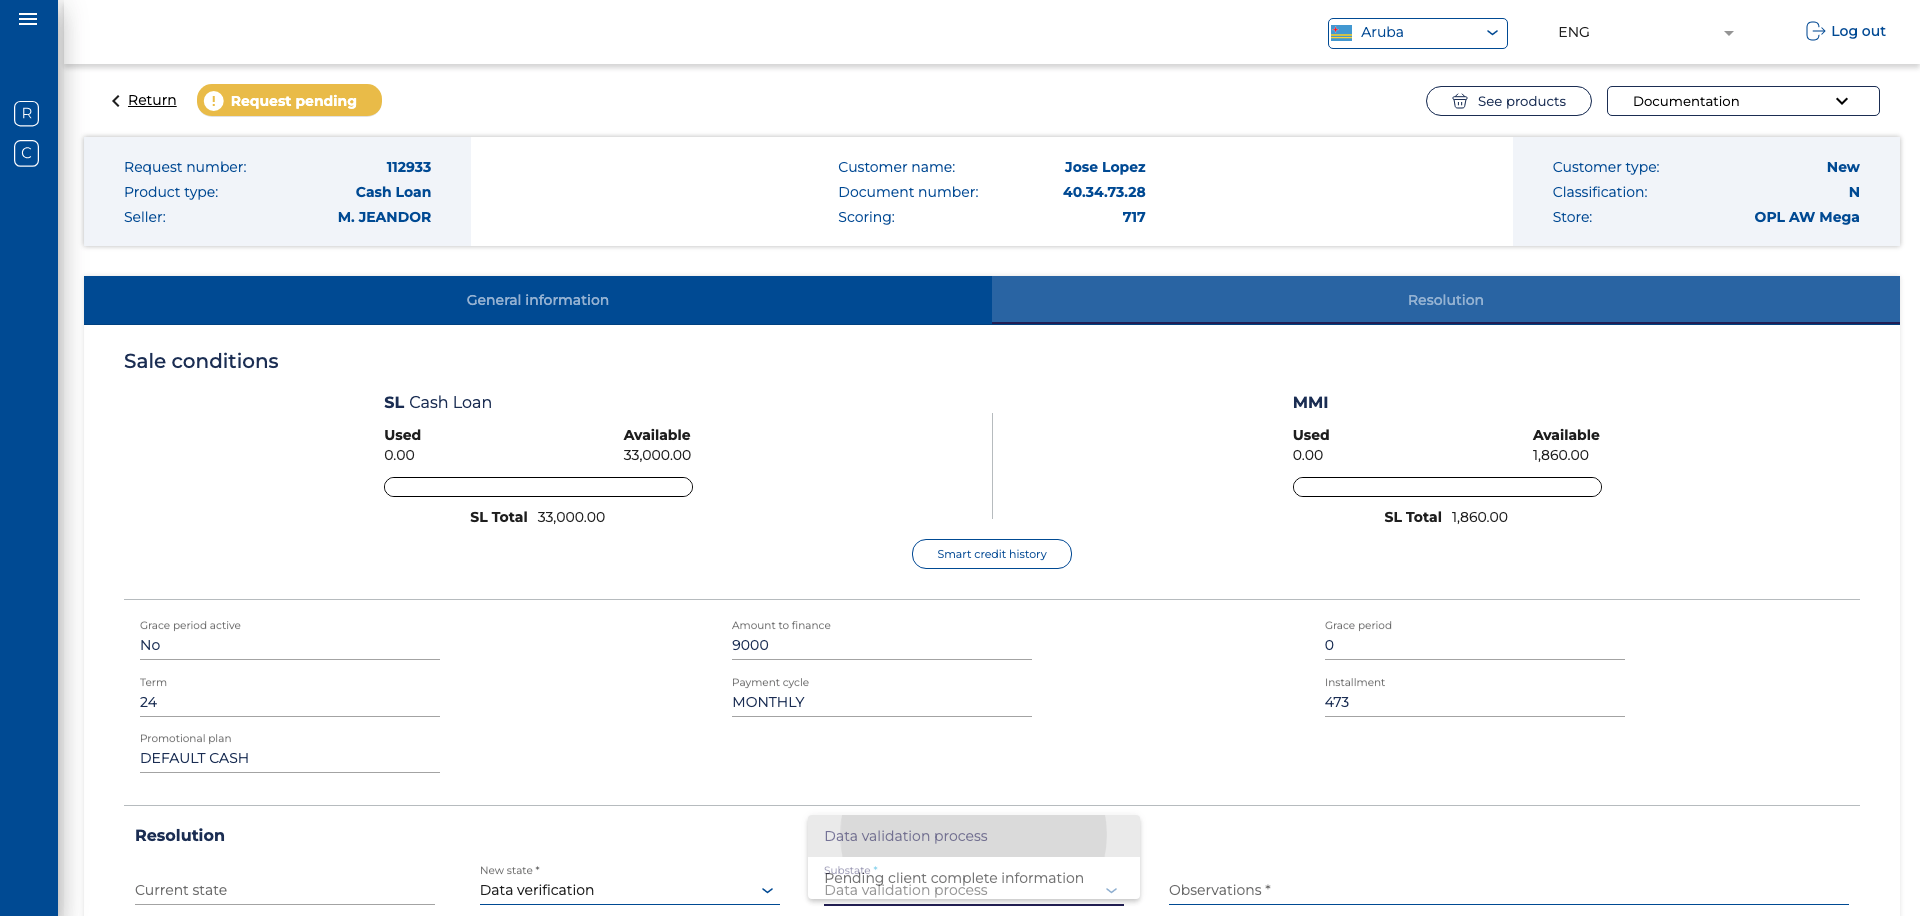 Aruba
ENG
Log out
R
C
Return
! Request pending
See products
Documentation
Request number: 112933
Product type: Cash Loan
Seller: M. JEANDOR
Customer name: Jose Lopez
Document number: 40.34.73.28
Scoring: 717
Customer type: New
Classification: N
Store: OPL AW Mega
General information
Resolution
Sale conditions
SL Cash Loan
Used Available
0.00 33,000.00
SL Total 33,000.00
MMI
Used Available
0.00 1,860.00
SL Total 1,860.00
Smart credit history
Grace period active
No
Amount to finance
9000
Grace period
0
Term
24
Payment cycle
MONTHLY
Installment
473
Promotional plan
DEFAULT CASH
Resolution
Current state
New state *
Data verification
Data validation process
Substate *
Pending client complete information
Data validation process
Observations *